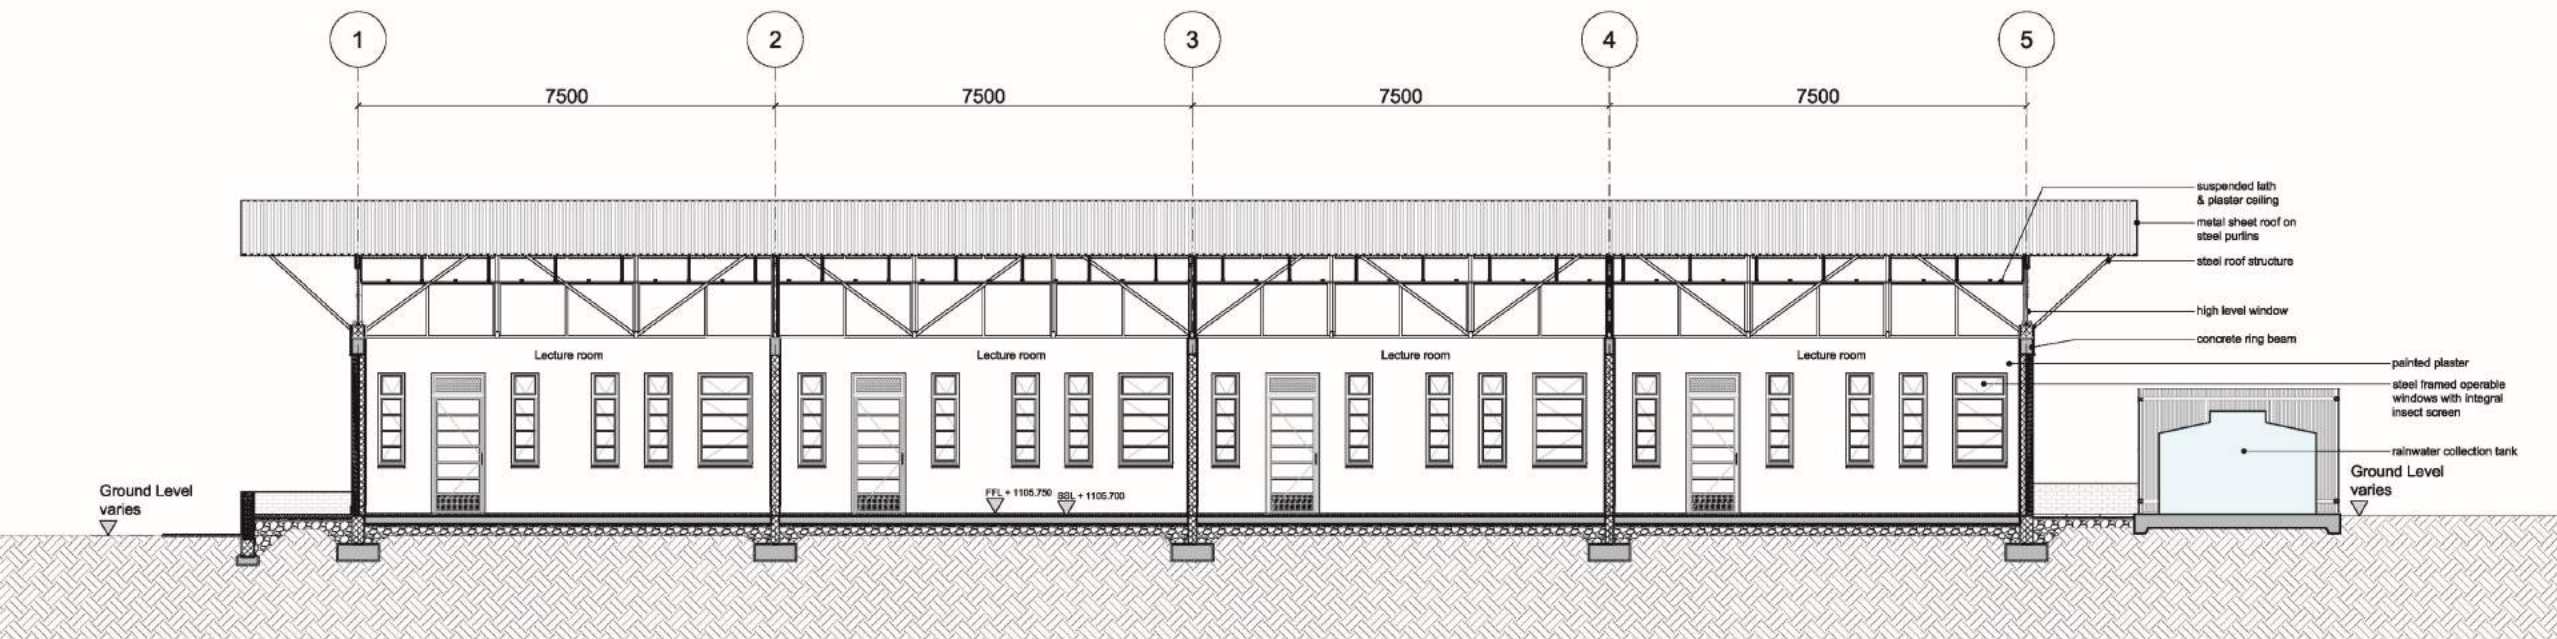 1
2
3
4
5
7500
7500
7500
7500
suspended lath
& plaster ceiling
metal sheet roof on
steel purlins
steel roof structure
high level window
concrete ring beam
Lecture room
Lecture room
Lecture room
Lecture room
painted plaster
steel framed operable
windows with integral
insect screen
rainwater collection tank
Ground Level
varies
Ground Level
varies
FFL + 1105.750
SSL + 1105.700